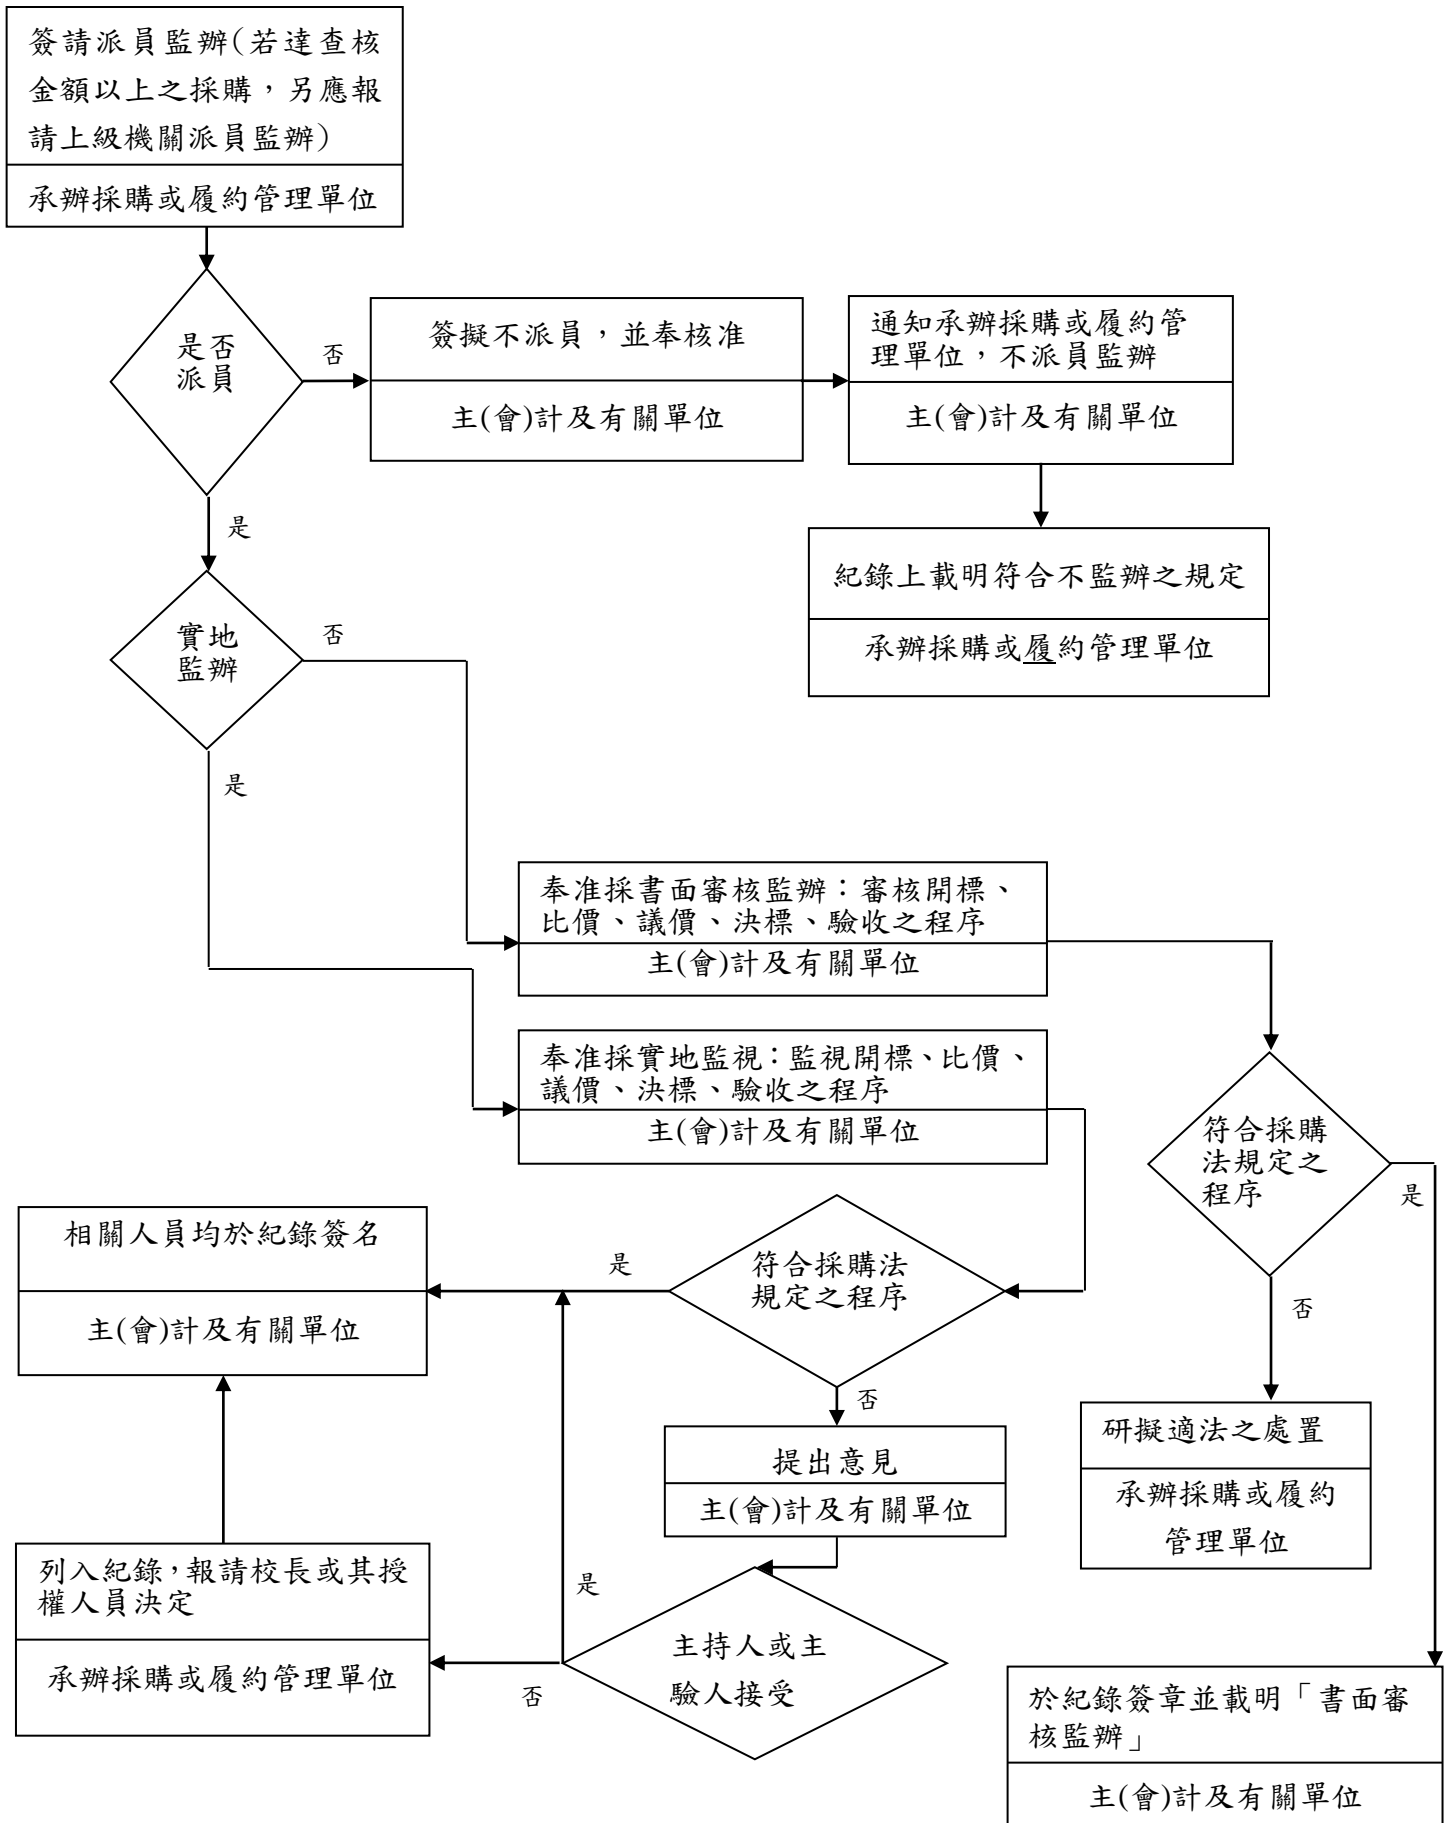 簽請派員監辦(若達查核
金額以上之採購，另應報
請上級機關派員監辦)
承辦採購或履約管理單位
是否
派員
否
簽擬不派員，並奉核准
主(會)計及有關單位
通知承辦採購或履約管
理單位，不派員監辦
主(會)計及有關單位
是
紀錄上載明符合不監辦之規定
承辦採購或履約管理單位
實地
監辦
否
是
奉准採書面審核監辦：審核開標、
比價、議價、決標、驗收之程序
主(會)計及有關單位
奉准採實地監視：監視開標、比價、
議價、決標、驗收之程序
主(會)計及有關單位
符合採購
法規定之
程序
是
否
相關人員均於紀錄簽名
主(會)計及有關單位
是
符合採購法
規定之程序
否
提出意見
主(會)計及有關單位
研擬適法之處置
承辦採購或履約
管理單位
列入紀錄，報請校長或其授
權人員決定
承辦採購或履約管理單位
是
否
主持人或主
驗人接受
於紀錄簽章並載明「書面審
核監辦」
主(會)計及有關單位